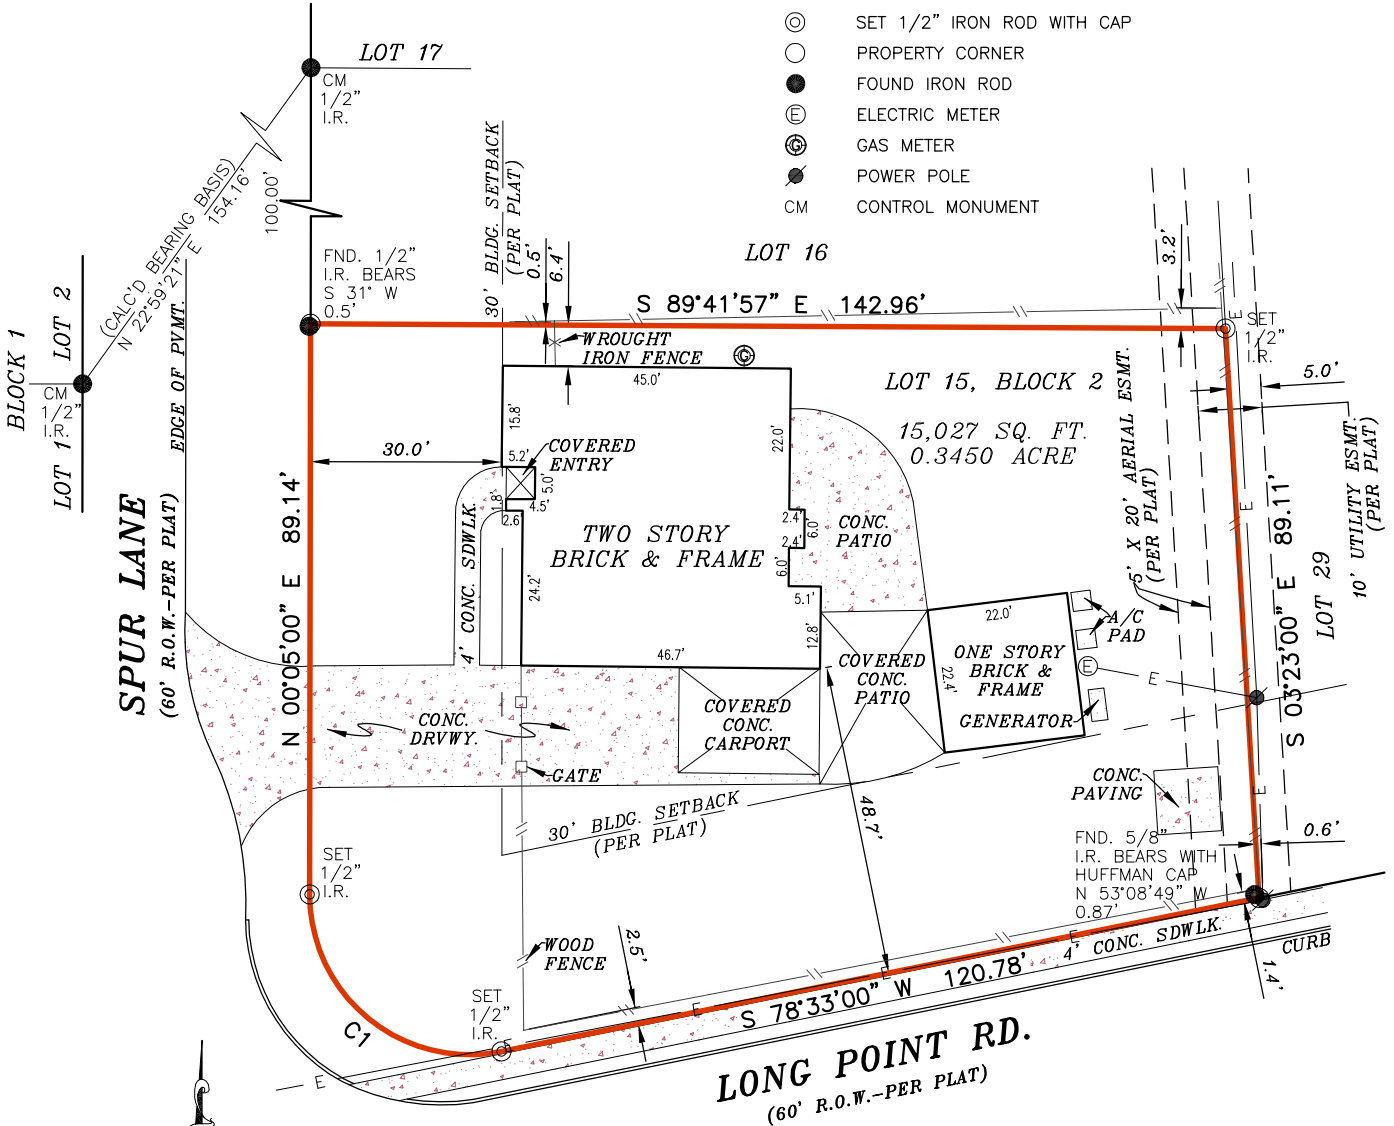 SET 1/2" IRON ROD WITH CAP
PROPERTY CORNER
FOUND IRON ROD
E ELECTRIC METER
G GAS METER
POWER POLE
CM CONTROL MONUMENT
LOT 17
CM
1/2"
I.R.
(CALC'D BEARING BASIS)
N 22°59'21" E 154.16'
100.00'
BLOCK 1
LOT 2
LOT 1
CM
1/2"
I.R.
EDGE OF PVMT.
FND. 1/2"
I.R. BEARS
S 31° W
0.5'
30' BLDG. SETBACK
(PER PLAT)
0.5'
6.4'
LOT 16
S 89°41'57" E 142.96'
3.2'
SET
1/2"
I.R.
WROUGHT
IRON FENCE
G
45.0'
LOT 15, BLOCK 2
15,027 SQ. FT.
0.3450 ACRE
5' X 20' AERIAL ESMT.
(PER PLAT)
5.0'
10' UTILITY ESMT.
(PER PLAT)
LOT 29
SPUR LANE
(60' R.O.W.-PER PLAT)
N 00°05'00" E 89.14'
30.0'
15.8'
5.2'
COVERED
ENTRY
5.0'
4.5'
1.8'
2.6'
24.2'
4' CONC. SDWLK.
TWO STORY
BRICK & FRAME
22.0'
2.4'
6.0'
2.4'
6.0'
5.1'
12.8'
46.7'
CONC.
PATIO
COVERED
CONC.
PATIO
22.0'
22.4'
ONE STORY
BRICK &
FRAME
GENERATOR
A/C
PAD
E
E
S 03°23'00" E 89.11'
CONC.
DRVWY.
COVERED
CONC.
CARPORT
GATE
30' BLDG. SETBACK
(PER PLAT)
48.7'
CONC.
PAVING
FND. 5/8"
I.R. BEARS WITH
HUFFMAN CAP
N 53°08'49" W
0.87'
0.6'
SET
1/2"
I.R.
WOOD
FENCE
2.5'
SET
1/2"
I.R.
C1
E
E
E
E
E
E
E
E
E
S 78°33'00" W 120.78'
4' CONC. SDWLK.
CURB
1.4'
LONG POINT RD.
(60' R.O.W.-PER PLAT)